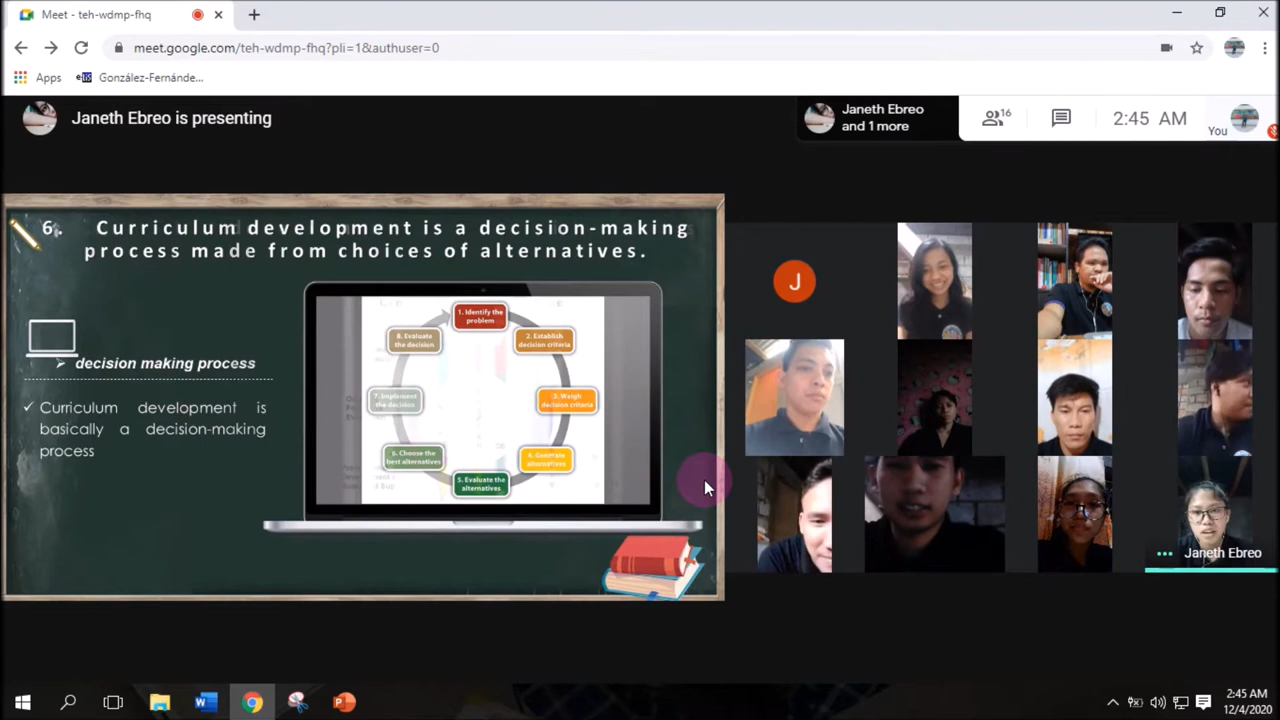 Meet - teh-wdmp-fhq
meet.google.com/teh-wdmp-fhq?pli=1&authuser=0
Apps
González-Fernánde...
Janeth Ebreo is presenting
Janeth Ebreo
and 1 more
16
2:45 AM
You
6. Curriculum development is a decision-making
process made from choices of alternatives.
decision making process
Curriculum development is
basically a decision-making
process
1. Identify the
problem
2. Establish
decision criteria
3. Weigh
decision criteria
4. Generate
alternatives
5. Evaluate the
alternatives
6. Choose the
best alternatives
7. Implement
the decision
8. Evaluate
the decision
J
Janeth Ebreo
2:45 AM
12/4/2020